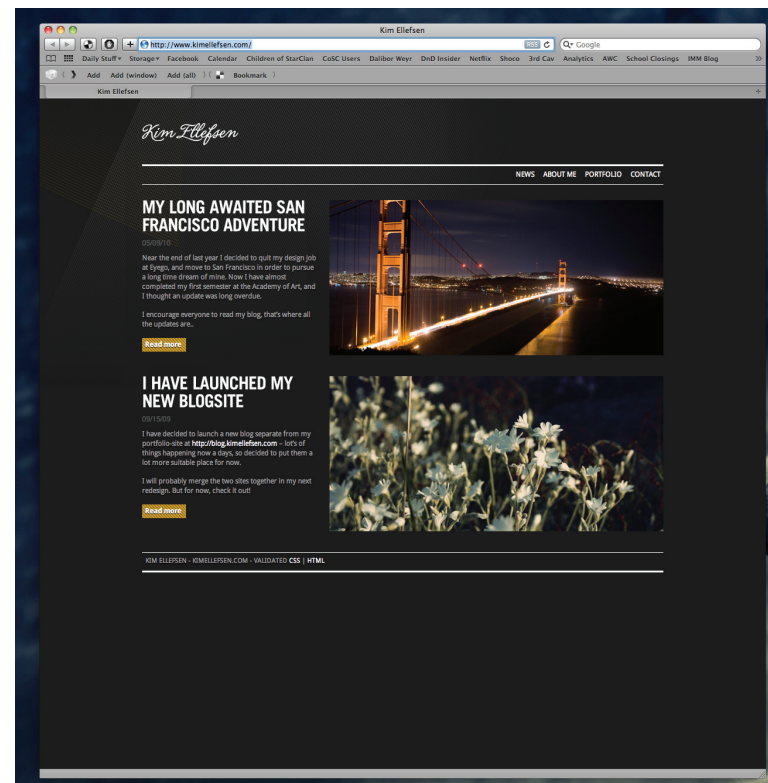 Kim Ellefsen
http://www.kimellefsen.com/ RSS Google
Daily Stuff Storage Facebook Calendar Children of StarClan CoSC Users Dalibor Weyr DnD Insider Netflix Shoco 3rd Cav Analytics AWC School Closings IMM Blog
Add Add (window) Add (all) Bookmark
Kim Ellefsen
Kim Ellefsen
NEWS ABOUT ME PORTFOLIO CONTACT
MY LONG AWAITED SAN
FRANCISCO ADVENTURE
05/09/10
Near the end of last year I decided to quit my design job
at Eyego, and move to San Francisco in order to pursue
a long time dream of mine. Now I have almost
completed my first semester at the Academy of Art, and
I thought an update was long overdue.
I encourage everyone to read my blog, that's where all
the updates are..
Read more
I HAVE LAUNCHED MY
NEW BLOGSITE
09/15/09
I have decided to launch a new blog separate from my
portfolio-site at http://blog.kimellefsen.com – lot's of
things happening now a days, so decided to put them a
lot more suitable place for now.
I will probably merge the two sites together in my next
redesign. But for now, check it out!
Read more
KIM ELLEFSEN - KIMELLEFSEN.COM - VALIDATED CSS | HTML